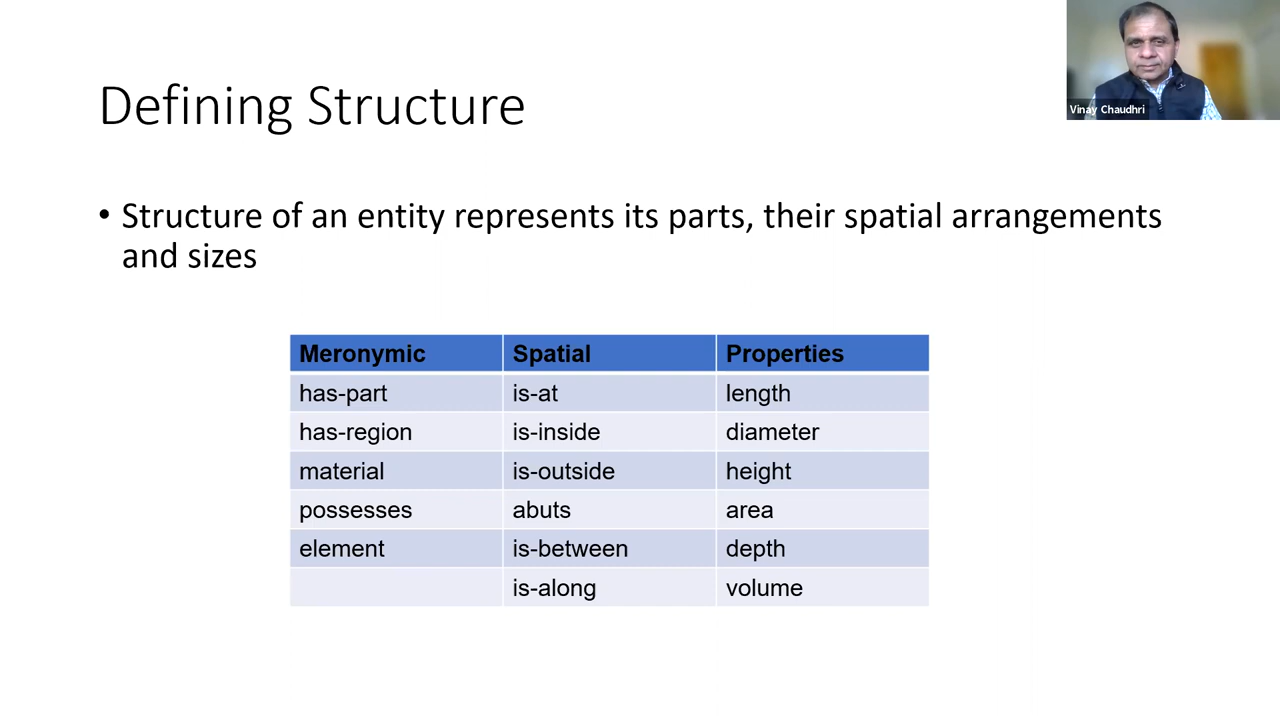 Defining Structure
Vinay Chaudhri
• Structure of an entity represents its parts, their spatial arrangements
and sizes
Meronymic Spatial Properties
has-part is-at length
has-region is-inside diameter
material is-outside height
possesses abuts area
element is-between depth
is-along volume